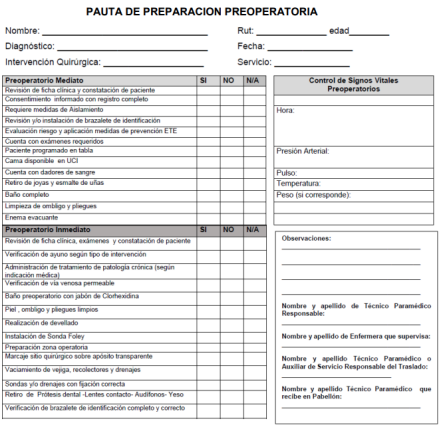 PAUTA DE PREPARACION PREOPERATORIA
Nombre: Rut: edad
Diagnóstico: Fecha:
Intervención Quirúrgica: Servicio:
Preoperatorio Mediato SI NO N/A
Revisión de ficha clínica y constatación de paciente
Consentimiento informado con registro completo
Requiere medidas de Aislamiento
Revisión y/o instalación de brazalete de identificación
Evaluación riesgo y aplicación medidas de prevención ETE
Cuenta con exámenes requeridos
Paciente programado en tabla
Cama disponible en UCI
Cuenta con dadores de sangre
Retiro de joyas y esmalte de uñas
Baño completo
Limpieza de ombligo y pliegues
Enema evacuante
Preoperatorio Inmediato SI NO N/A
Revisión de ficha clínica, exámenes y constatación de paciente
Verificación de ayuno según tipo de intervención
Administración de tratamiento de patología crónica (según
indicación médica)
Verificación de vía venosa permeable
Baño preoperatorio con jabón de Clorhexidina
Piel , ombligo y pliegues limpios
Realización de devellado
Instalación de Sonda Foley
Preparación zona operatoria
Marcaje sitio quirúrgico sobre apósito transparente
Vaciamiento de vejiga, recolectores y drenajes
Sondas y/o drenajes con fijación correcta
Retiro de Prótesis dental -Lentes contacto- Audífonos- Yeso
Verificación de brazalete de identificación completo y correcto
Control de Signos Vitales
Preoperatorios
Hora:
Presión Arterial:
Pulso:
Temperatura:
Peso (si corresponde):
Observaciones:
Nombre y apellido de Técnico Paramédico
Responsable:
Nombre y apellido de Enfermera que supervisa:
Nombre y apellido Técnico Paramédico o
Auxiliar de Servicio Responsable del Traslado:
Nombre y apellido Técnico Paramédico que
recibe en Pabellón: